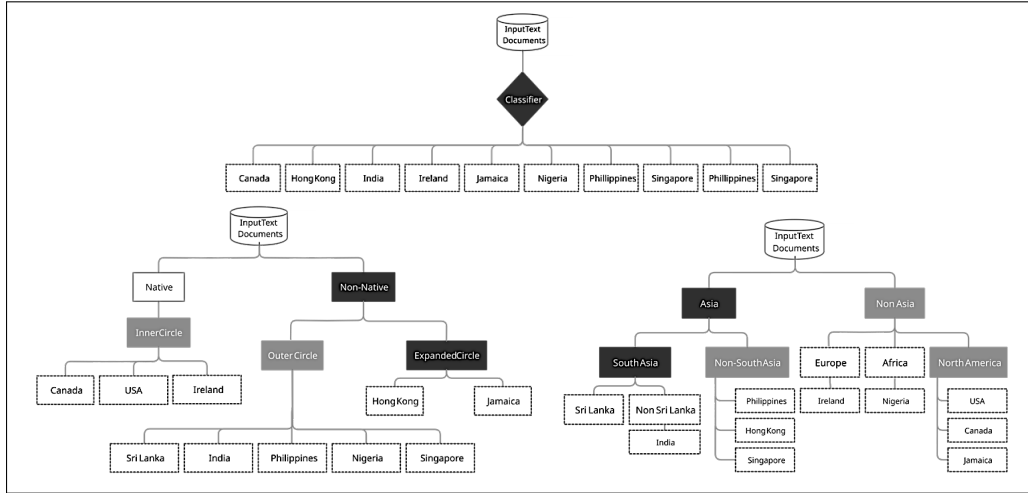 InputText
Documents
Classifier
Canada
HongKong
India
Ireland
Jamaica
Nigeria
Phillippines
Singapore
Phillippines
Singapore
InputText
Documents
Native
Non-Native
InnerCircle
OuterCircle
ExpandedCircle
Canada
USA
Ireland
HongKong
Jamaica
Sri Lanka
India
Philippines
Nigeria
Singapore
InputText
Documents
Asia
Non Asia
SouthAsia
Non-SouthAsia
Europe
Africa
NorthAmerica
Sri Lanka
Non Sri Lanka
India
Philippines
HongKong
Singapore
Ireland
Nigeria
USA
Canada
Jamaica